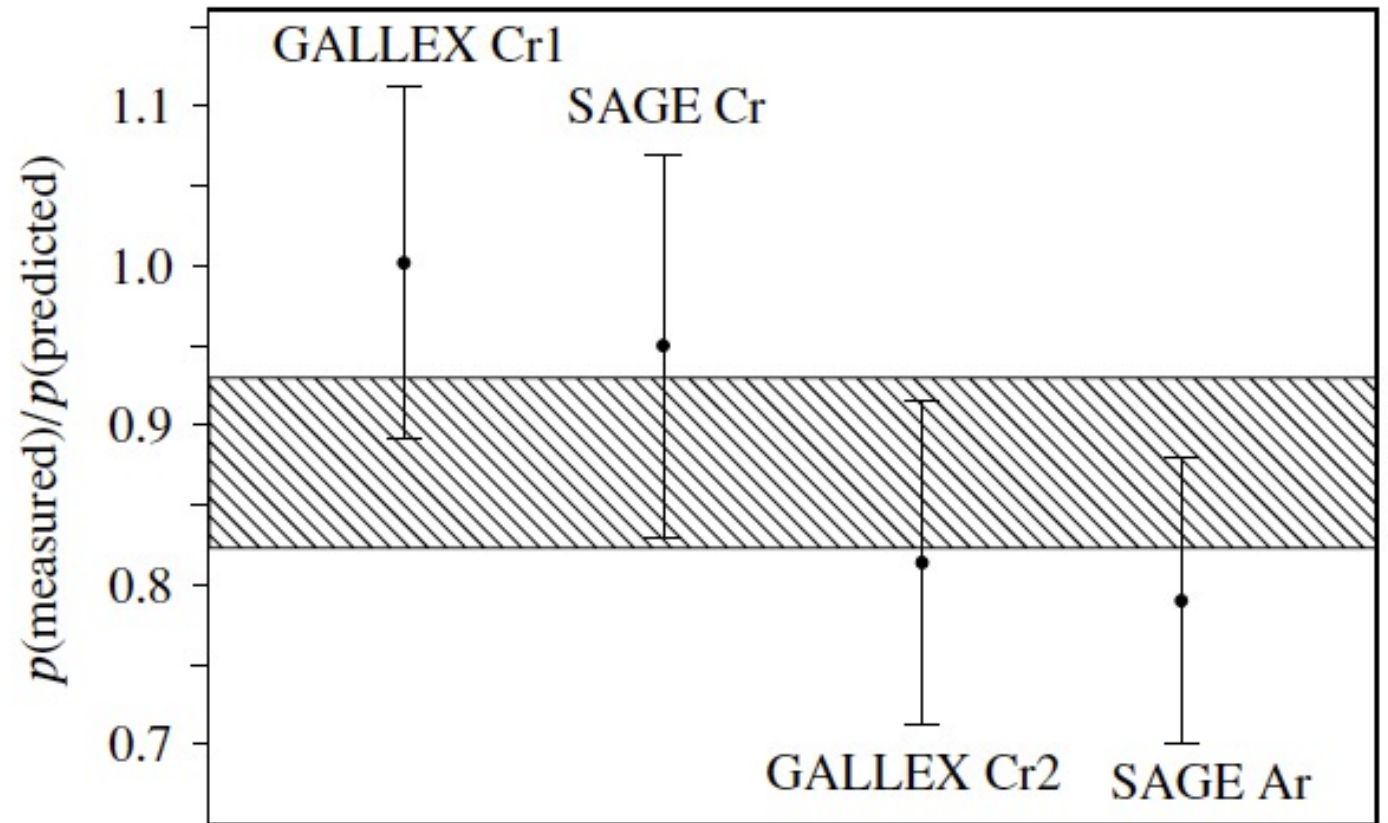 GALLEX Cr1
SAGE Cr
1.1
1.0
0.9
0.8
0.7
p(measured)/p(predicted)
GALLEX Cr2
SAGE Ar